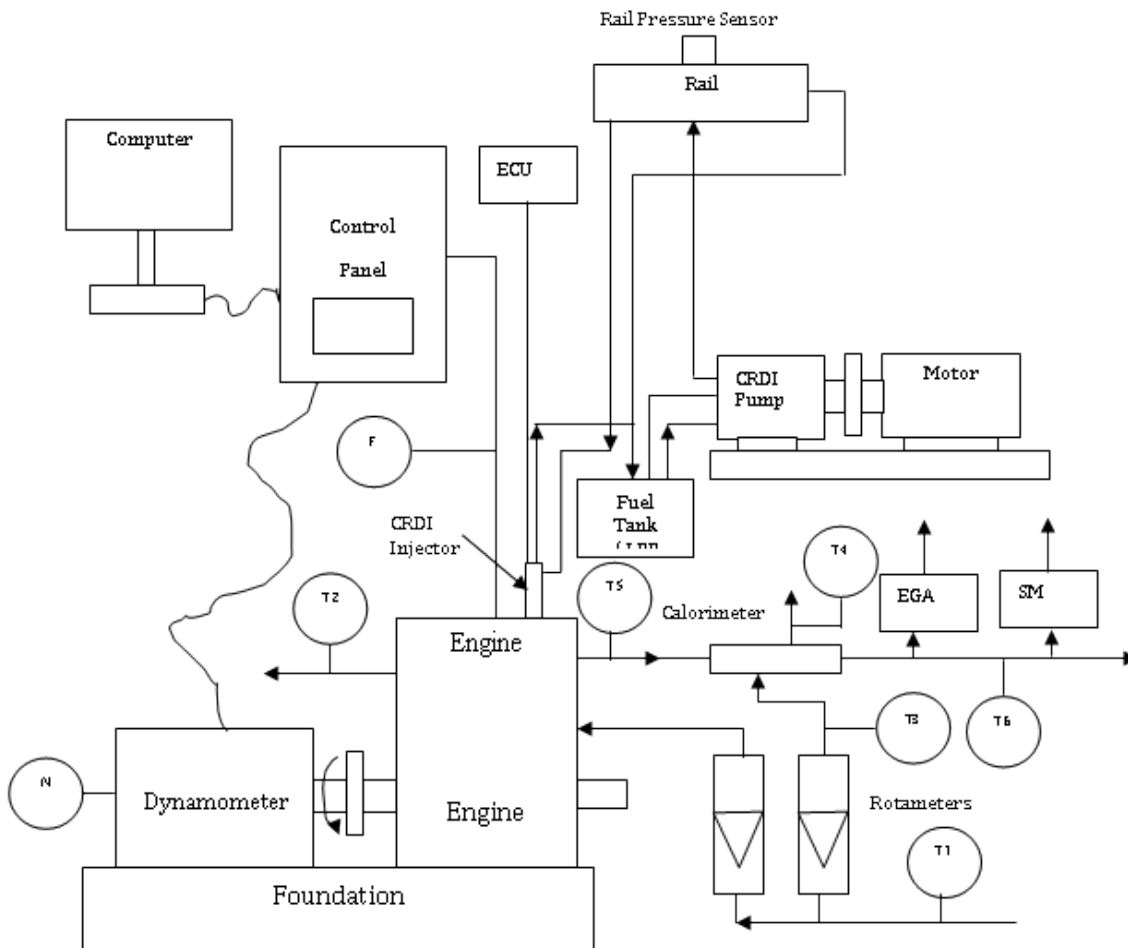 Rail Pressure Sensor
Rail
Computer
ECU
Control
Panel
CRDI
Pump
Motor
F
Fuel
Tank
CRDI
Injector
T2
T5
T4
Calorimeter
EGA
SM
Engine
T3
T6
N
Dynamometer
Engine
Rotameters
T1
Foundation